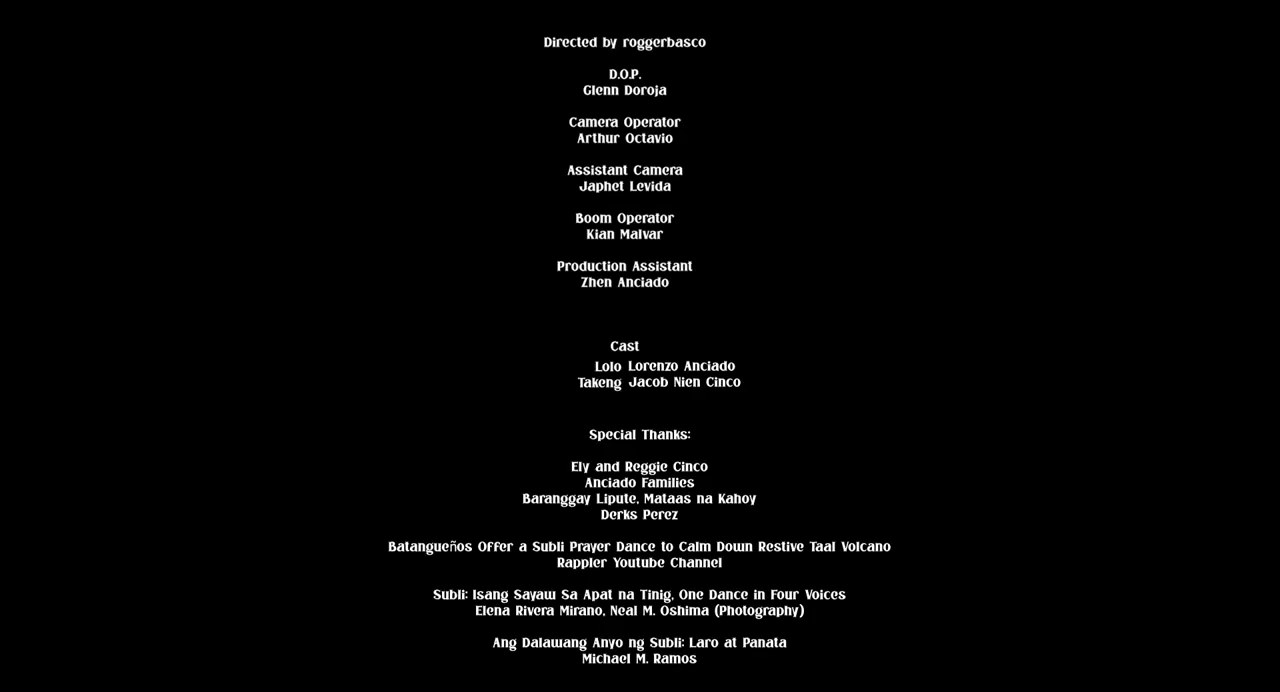 Directed by roggerbasco
D.O.P.
Glenn Doroja
Camera Operator
Arthur Octavio
Assistant Camera
Japhet Levida
Boom Operator
Kian Malvar
Production Assistant
Zhen Anciado
Cast
Lolo Lorenzo Anciado
Takeng Jacob Nien Cinco
Special Thanks:
Ely and Reggie Cinco
Anciado Families
Baranggay Lipute, Mataas na Kahoy
Derks Perez
Batangueños Offer a Subli Prayer Dance to Calm Down Restive Taal Volcano
Rappler Youtube Channel
Subli: Isang Sayaw Sa Apat na Tinig, One Dance in Four Voices
Elena Rivera Mirano, Neal M. Oshima (Photography)
Ang Dalawang Anyo ng Subli: Laro at Panata
Michael M. Ramos